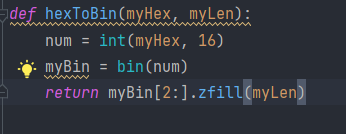 def hexToBin(myHex, myLen):
    num = int(myHex, 16)
    myBin = bin(num)
    return myBin[2:].zfill(myLen)